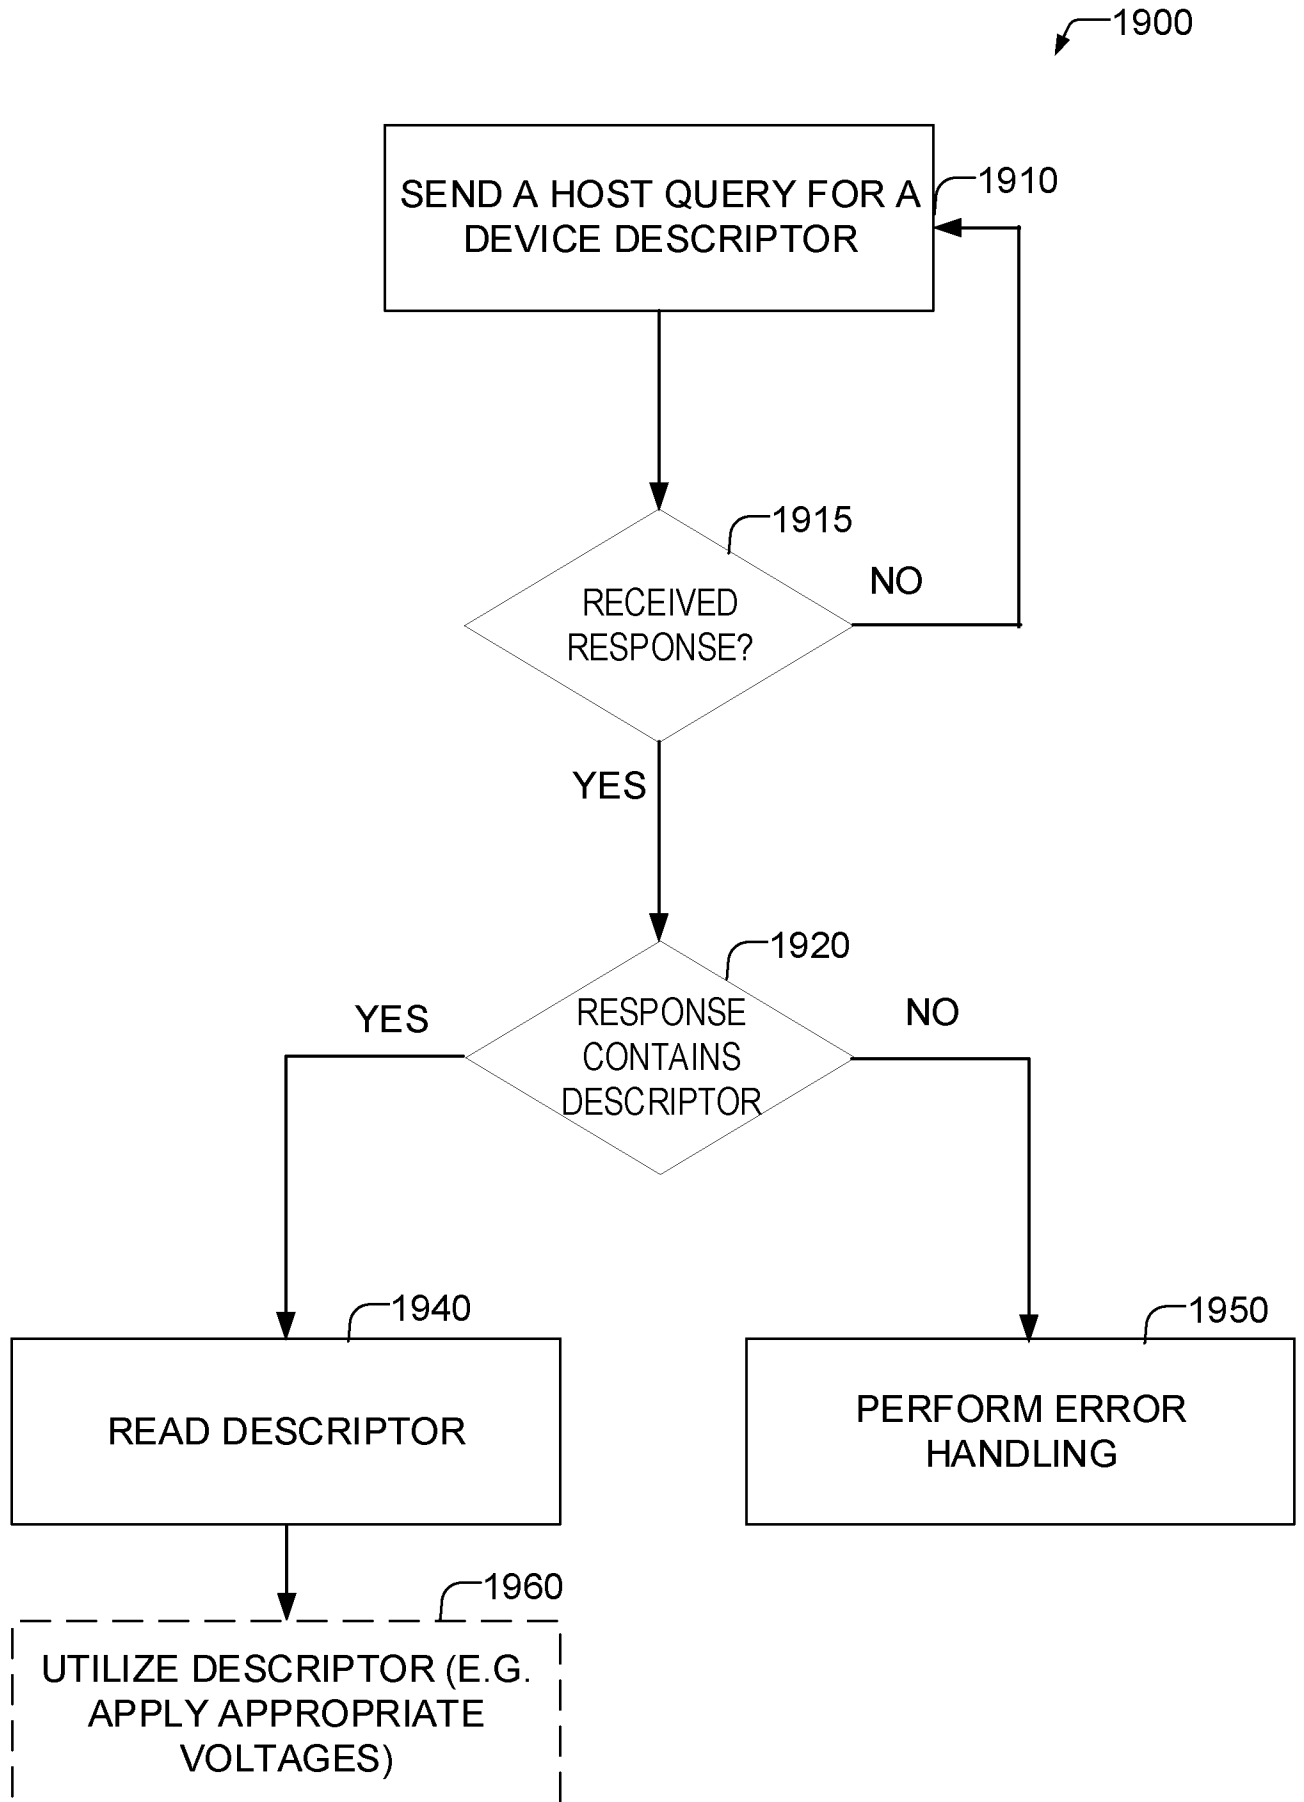 1900
SEND A HOST QUERY FOR A
DEVICE DESCRIPTOR
1910
1915
RECEIVED
RESPONSE?
NO
YES
1920
RESPONSE
CONTAINS
DESCRIPTOR
YES
NO
1940
READ DESCRIPTOR
1950
PERFORM ERROR
HANDLING
1960
UTILIZE DESCRIPTOR (E.G.
APPLY APPROPRIATE
VOLTAGES)